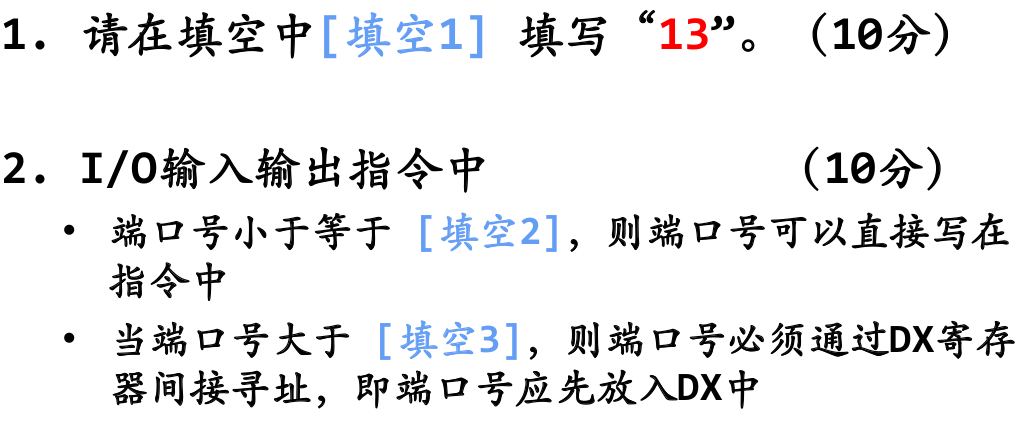 1. 请在填空中[填空1] 填写“13”。（10分）
2. I/O输入输出指令中 （10分）
• 端口号小于等于 [填空2]，则端口号可以直接写在
指令中
• 当端口号大于 [填空3]，则端口号必须通过DX寄存
器间接寻址，即端口号应先放入DX中